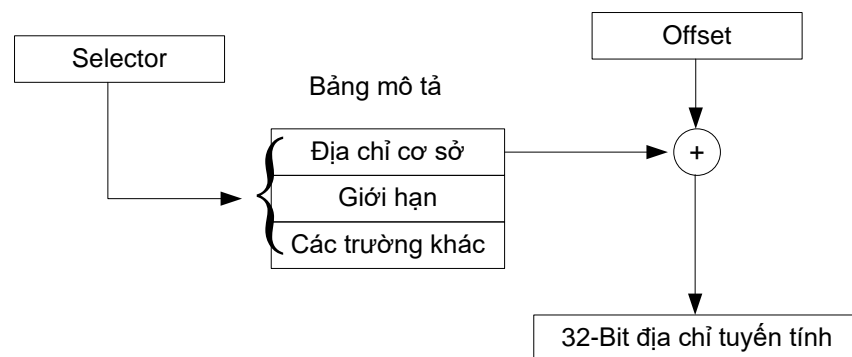 Offset
Selector
Bảng mô tả
Địa chỉ cơ sở
+
Giới hạn
Các trường khác
32-Bit địa chỉ tuyến tính